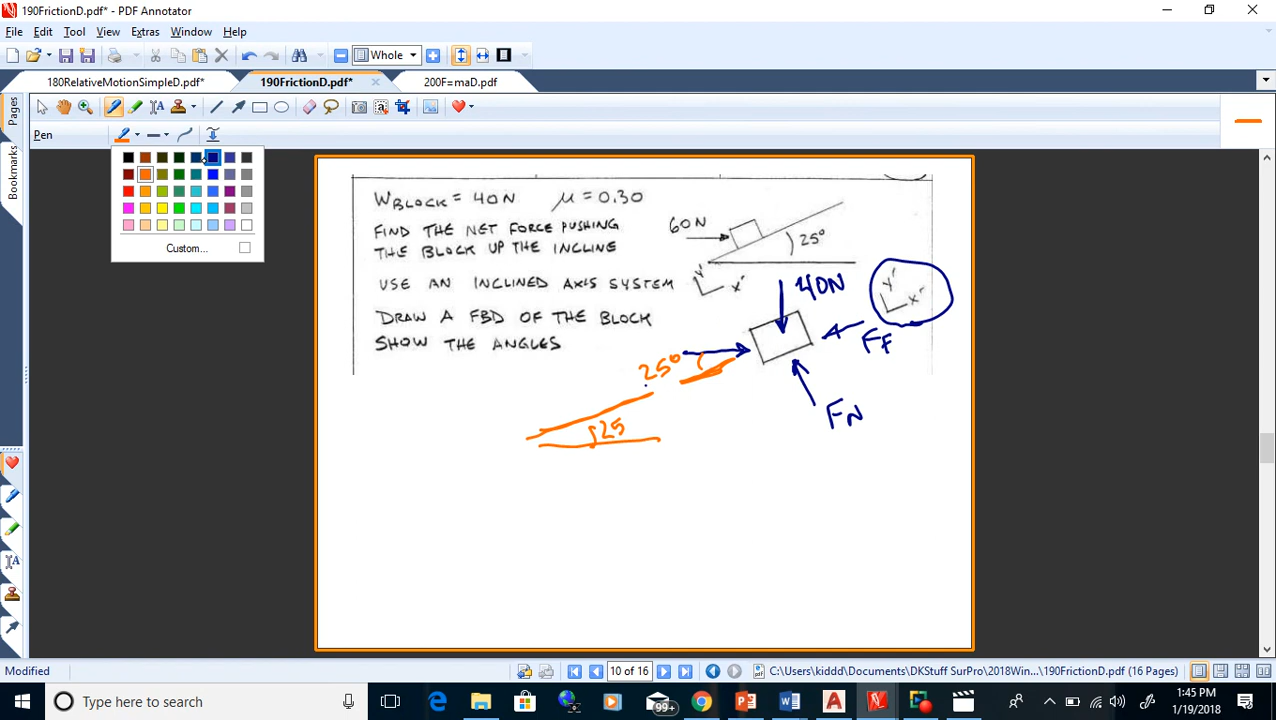 190FrictionD.pdf* - PDF Annotator
File Edit Tool View Extras Window Help
Whole
180RelativeMotionSimpleD.pdf* 190FrictionD.pdf* 200F=maD.pdf
Pen
Pages
Bookmarks
Custom...
WBLOCK = 40N μ = 0.30
FIND THE NET FORCE PUSHING
THE BLOCK UP THE INCLINE
USE AN INCLINED AXIS SYSTEM
DRAW A FBD OF THE BLOCK
SHOW THE ANGLES
60N
25°
Y' X'
40N
Y' X'
FF
25°
FN
25
Modified
10 of 16
C:\Users\kiddd\Documents\DKStuff SurPro\2018Win...\190FrictionD.pdf (16 Pages)
Type here to search
99+
1:45 PM
1/19/2018